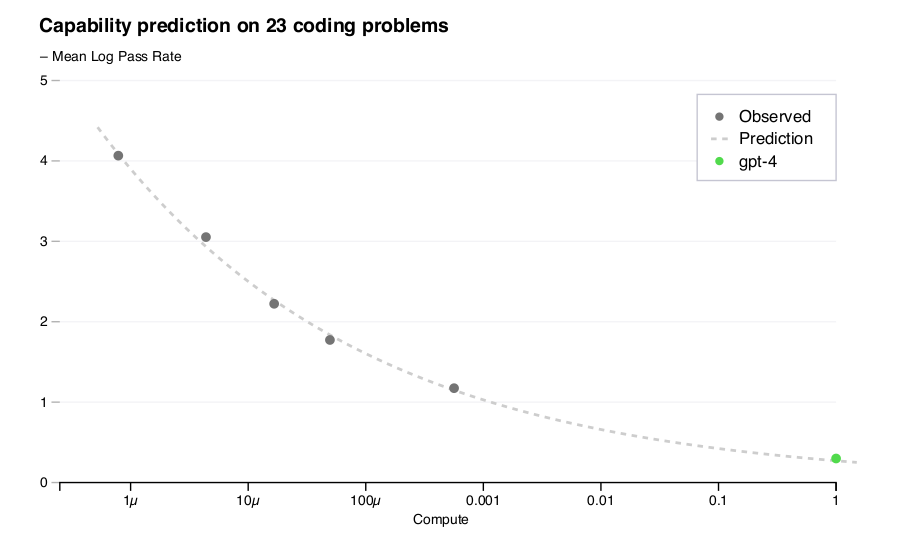 Capability prediction on 23 coding problems
– Mean Log Pass Rate
5
Observed
Prediction
gpt-4
4
3
2
1
0
1µ 10µ 100µ 0.001 0.01 0.1 1
Compute